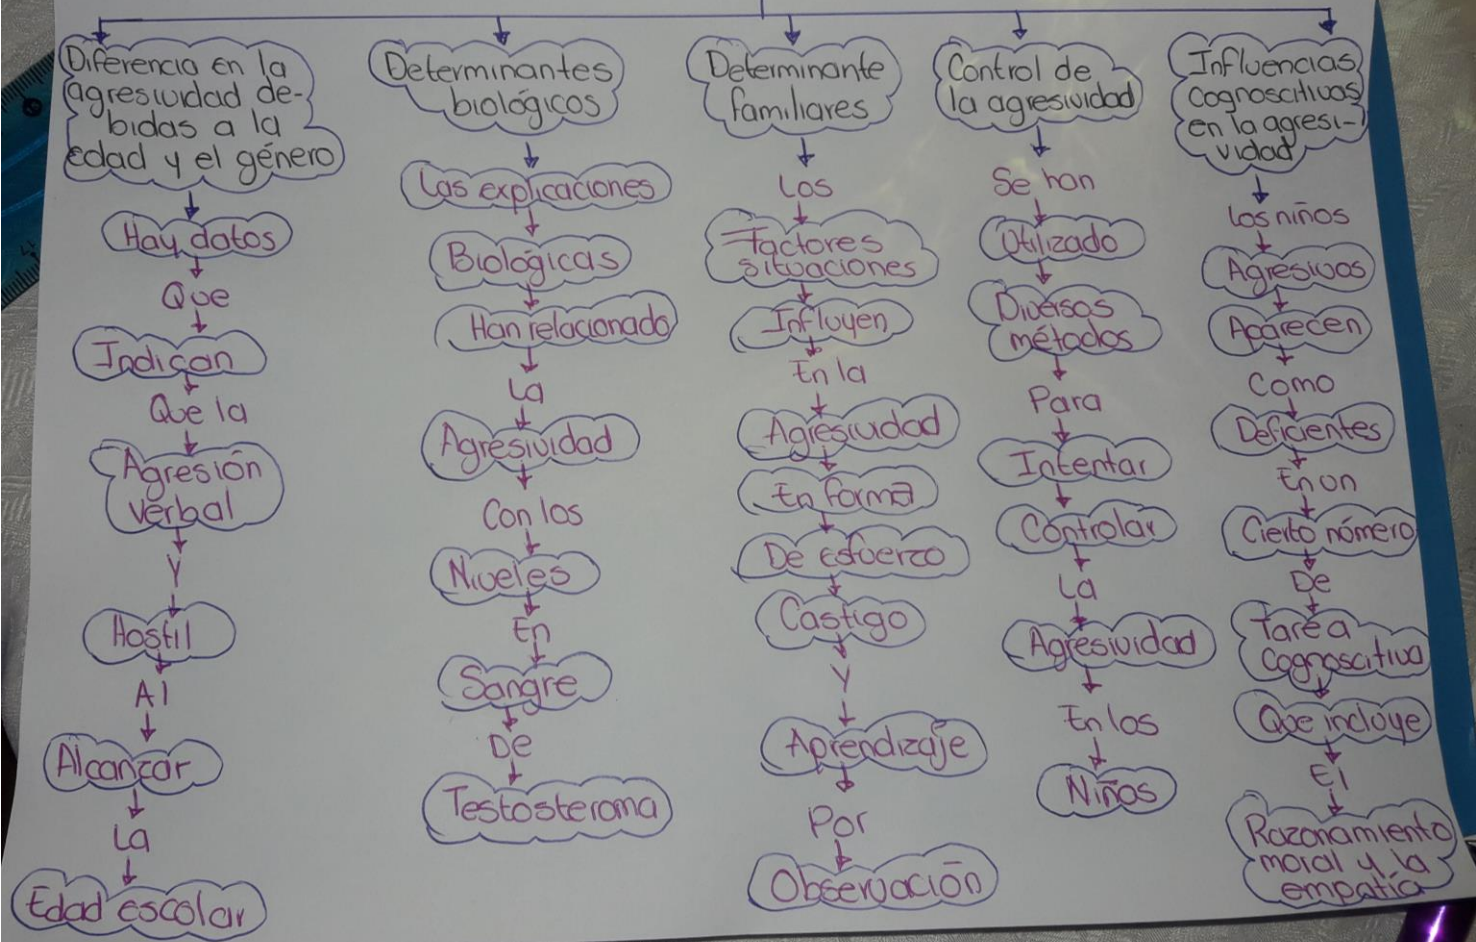 Diferencia en la
agresividad de-
bidas a la
edad y el género
Hay datos
Que
Indican
Que la
Agresión
verbal
Y
Hostil
Al
Alcanzar
La
Edad escolar
Determinantes
biológicos
Las explicaciones
Biológicas
Han relacionado
La
Agresividad
Con los
Niveles
En
Sangre
De
Testosteroma
Determinante
familiares
Los
Factores
situaciones
Influyen
En la
Agresividad
En forma
De esfuerzo
Castigo
Y
Aprendizaje
Por
Observación
Control de
la agresividad
Se han
Utilizado
Diversos
métodos
Para
Intentar
Controlar
La
Agresividad
En los
Niños
Influencias
Cognoscitivas
en la agresi-
vidad
Los niños
Agresivos
Aparecen
Como
Deficientes
En un
Cierto número
De
Tarea
Cognoscitiva
Que incluye
El
Razonamiento
moral y la
empatía